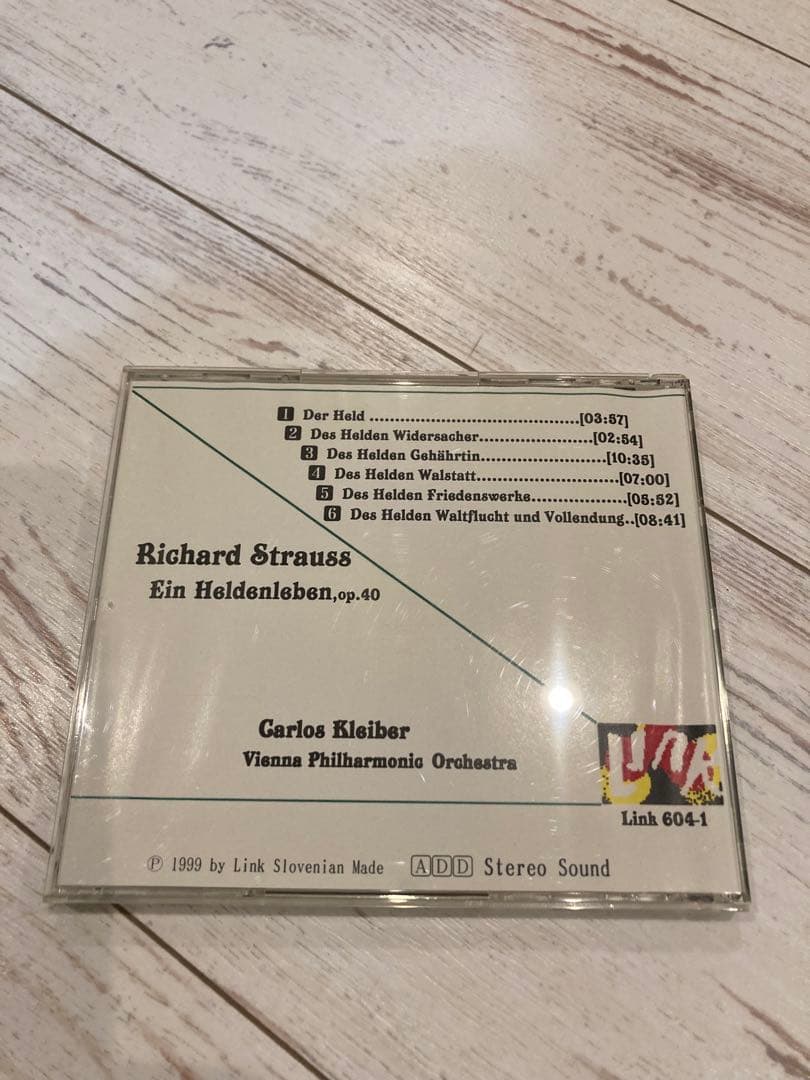 1 Der Held .......................................[03:57]
2 Des Helden Widersacher.....................[02:54]
3 Des Helden Gehährtin.......................[10:35]
4 Des Helden Walstatt..........................[07:00]
5 Des Helden Friedenswerke.................[05:52]
6 Des Helden Waltflucht und Vollendung..[08:41]
Richard Strauss
Ein Heldenleben,op.40
Carlos Kleiber
Vienna Philharmonic Orchestra
Link
Link 604-1
℗ 1999 by Link Slovenian Made ADD Stereo Sound